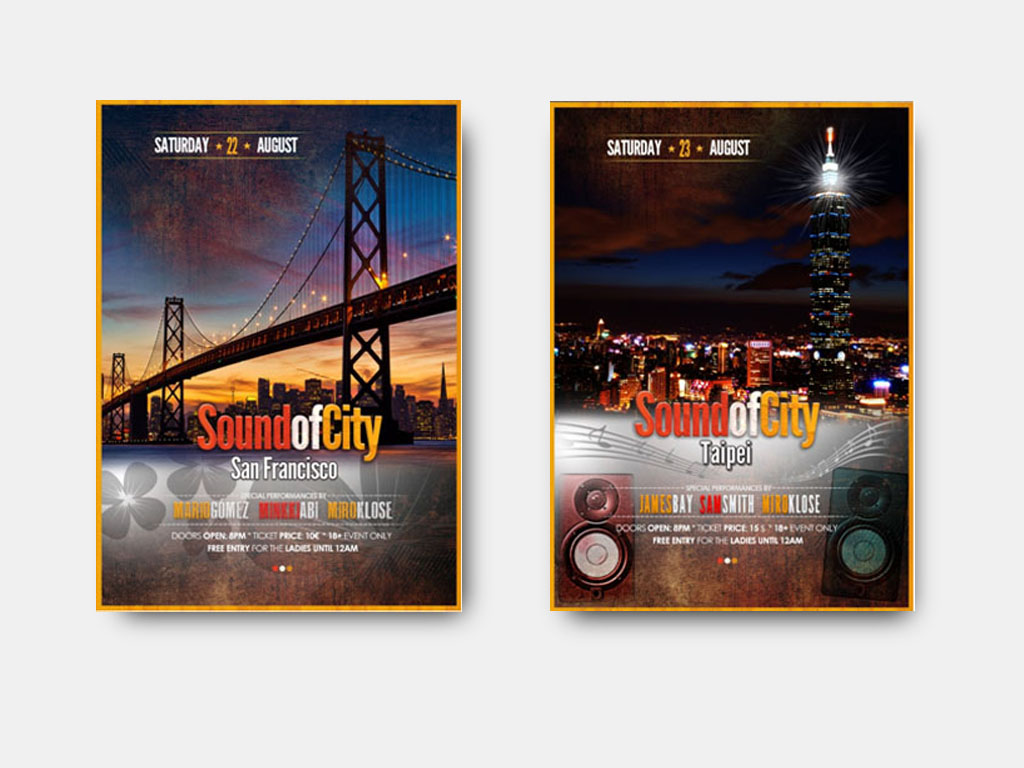 SATURDAY ★ 22 ★ AUGUST
SoundofCity
San Francisco
SPECIAL PERFORMANCES BY
MARIOGÓMEZ MINKKIABÍ MIROKLOSE
DOORS OPEN: 8PM * TICKET PRICE: 10€ * 18+ EVENT ONLY
FREE ENTRY FOR THE LADIES UNTIL 12AM
SATURDAY ★ 23 ★ AUGUST
SoundofCity
Taipei
SPECIAL PERFORMANCES BY
JAMESBAY SAMSMITH MIROKLOSE
DOORS OPEN: 8PM * TICKET PRICE: 15 $ * 18+ EVENT ONLY
FREE ENTRY FOR THE LADIES UNTIL 12AM